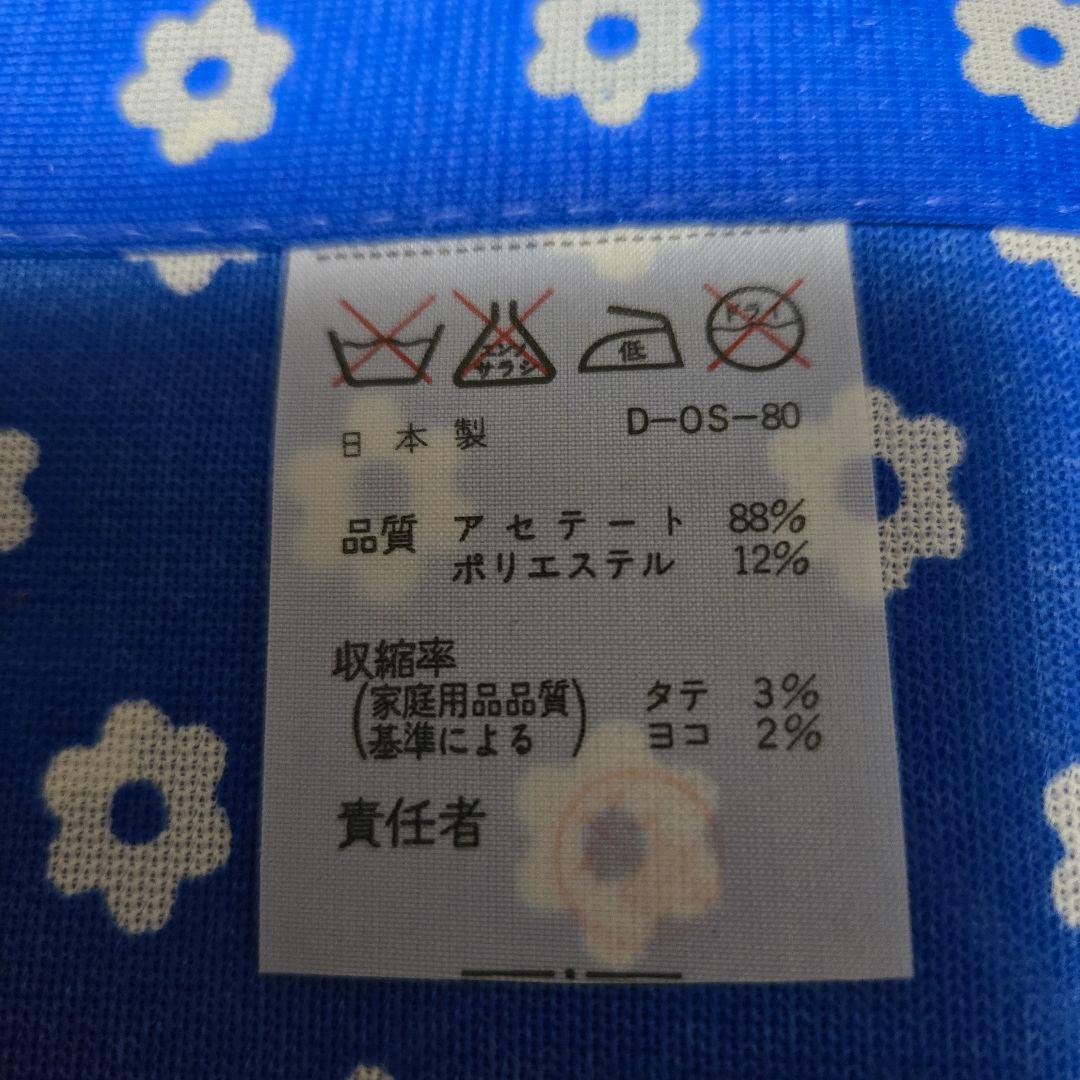 エンソ
サラシ
低
ドライ
日本製 D-OS-80
品質 アセテート 88%
ポリエステル 12%
収縮率
(家庭用品品質 タテ 3%
基準による) ヨコ 2%
責任者